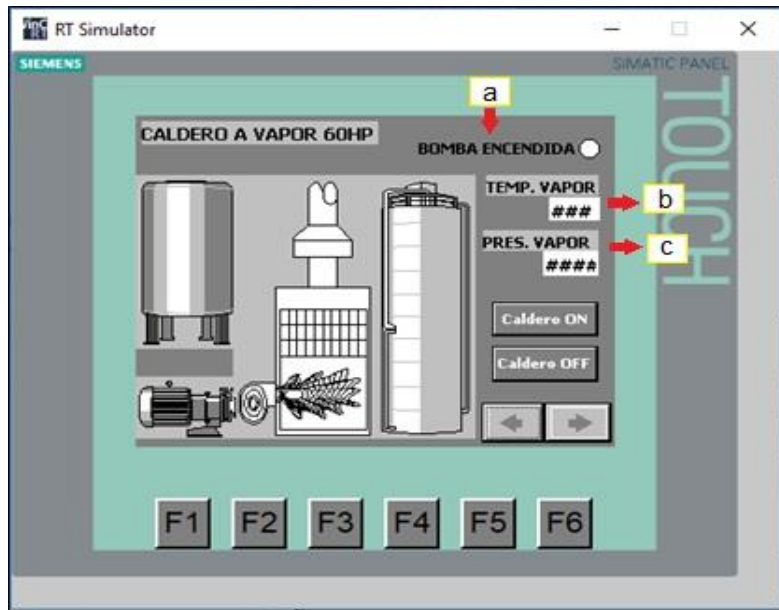 RT Simulator
SIEMENS
SIMATIC PANEL
TOUCH
a
CALDERO A VAPOR 60HP
BOMBA ENCENDIDA
TEMP. VAPOR
###
b
PRES. VAPOR
####
c
Caldero ON
Caldero OFF
F1 F2 F3 F4 F5 F6